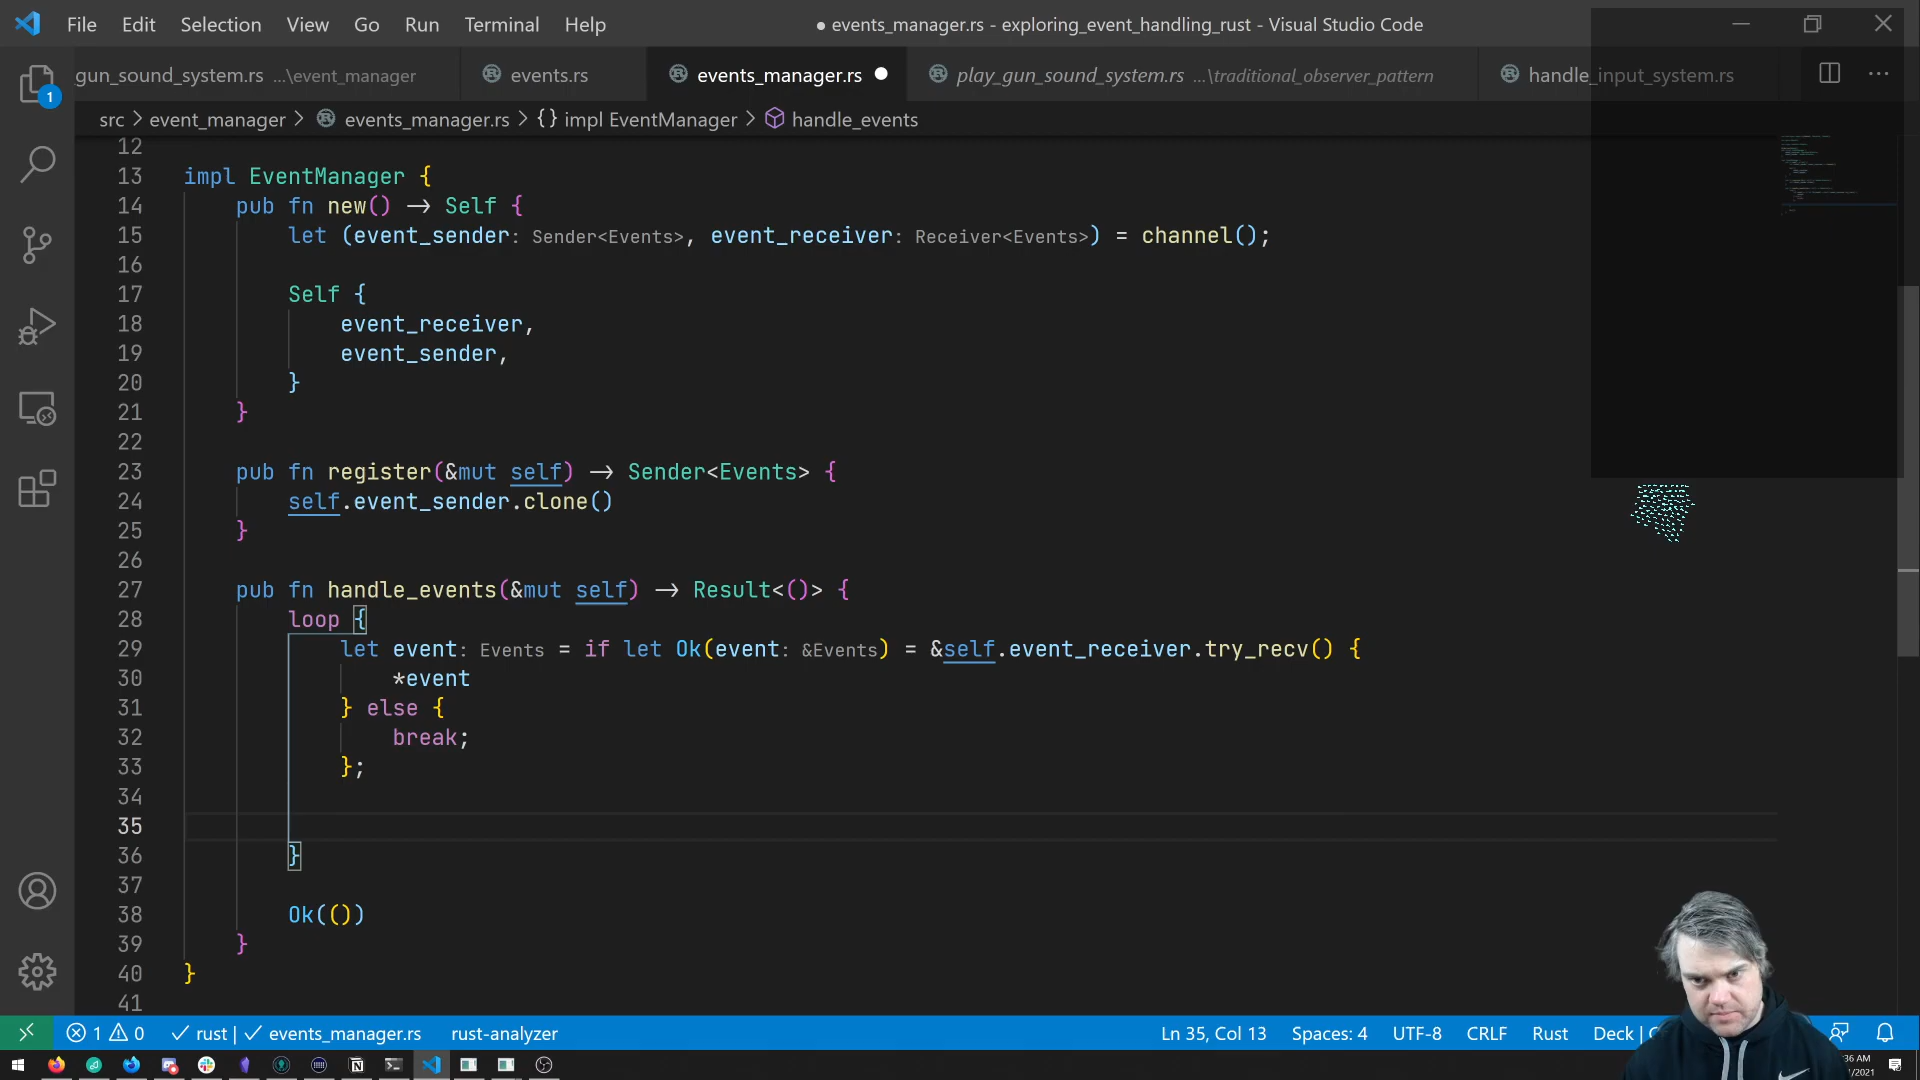 File Edit Selection View Go Run Terminal Help
● events_manager.rs - exploring_event_handling_rust - Visual Studio Code
gun_sound_system.rs ...\event_manager
events.rs
events_manager.rs ●
play_gun_sound_system.rs ...\traditional_observer_pattern
handle_input_system.rs
1
src > event_manager > events_manager.rs > {} impl EventManager > handle_events
12
13 impl EventManager {
14 pub fn new() -> Self {
15 let (event_sender: Sender<Events>, event_receiver: Receiver<Events>) = channel();
16
17 Self {
18 event_receiver,
19 event_sender,
20 }
21 }
22
23 pub fn register(&mut self) -> Sender<Events> {
24 self.event_sender.clone()
25 }
26
27 pub fn handle_events(&mut self) -> Result<()> {
28 loop {
29 let event: Events = if let Ok(event: &Events) = &self.event_receiver.try_recv() {
30 *event
31 } else {
32 break;
33 };
34
35
36 }
37
38 Ok(())
39 }
40 }
41
1 0 ✓ rust | ✓ events_manager.rs rust-analyzer
Ln 35, Col 13 Spaces: 4 UTF-8 CRLF Rust Deck |